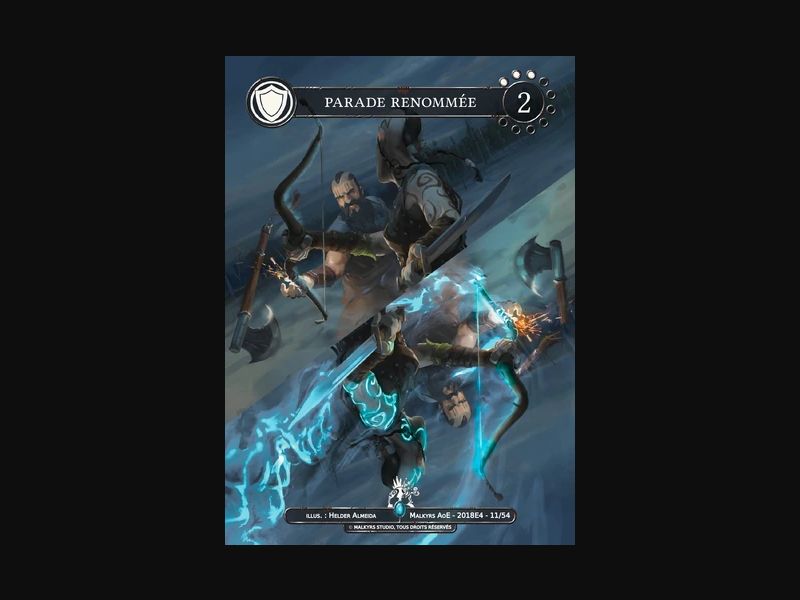 PARADE RENOMMÉE
2
ILLUS. : HELDER ALMEIDA
MALKYRS AOE - 2018E4 - 11/54
© MALKYRS STUDIO, TOUS DROITS RÉSERVÉS